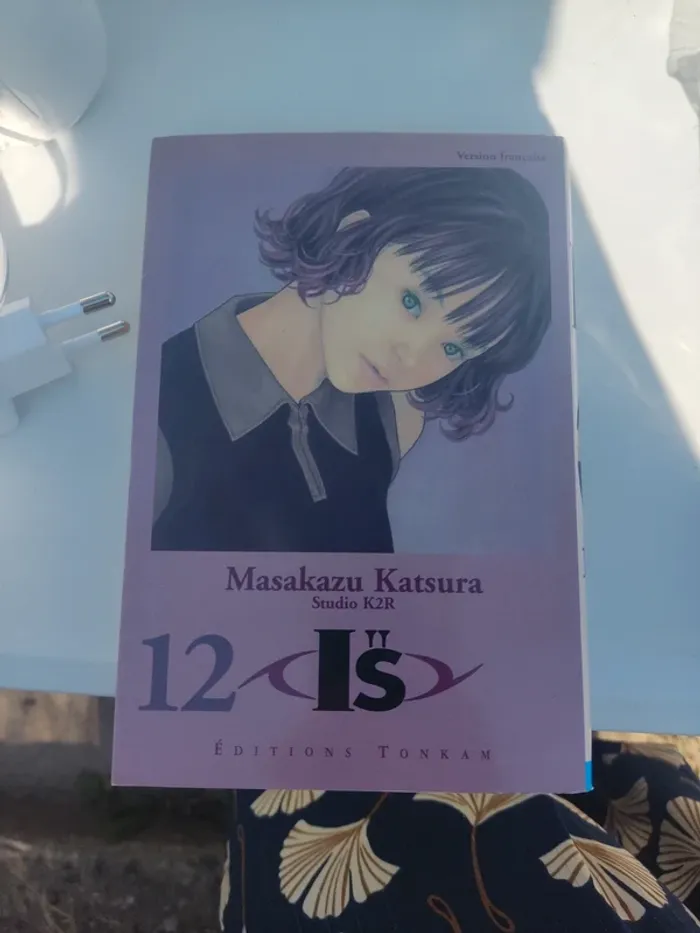 Version française
Masakazu Katsura
Studio K2R
12 I"s
ÉDITIONS TONKAM